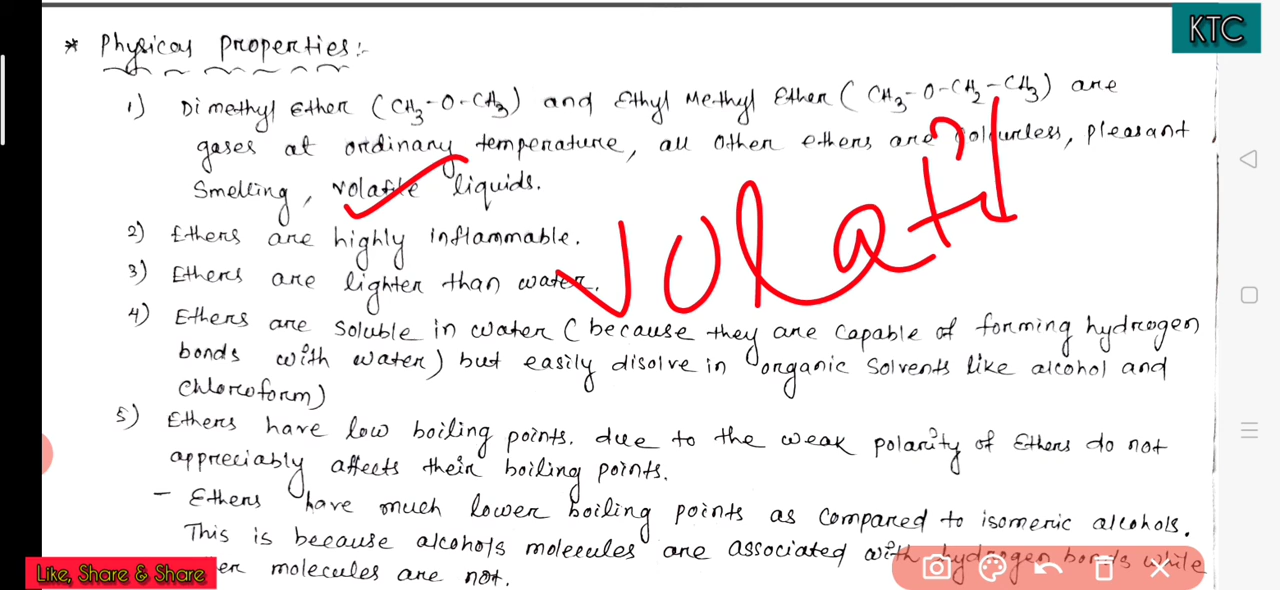 KTC
* Physical Properties:-
1) Dimethyl Ether (CH3-O-CH3) and Ethyl Methyl Ether (CH3-O-CH2-CH3) are
gases at ordinary temperature, all other ethers are colourless, pleasant
Smelling, volatile liquids.
volatil
2) Ethers are highly inflammable.
3) Ethers are lighter than water.
4) Ethers are soluble in water (because they are capable of forming hydrogen
bonds with water) but easily disolve in organic solvents like alcohol and
chloroform)
5) Ethers have low boiling points. due to the weak polarity of Ethers do not
appreciably affects their boiling points.
- Ethers have much lower boiling points as compared to isomeric alcohols.
This is because alcohols molecules are associated with hydrogen bonds while
molecules are not.
Like, Share & Share